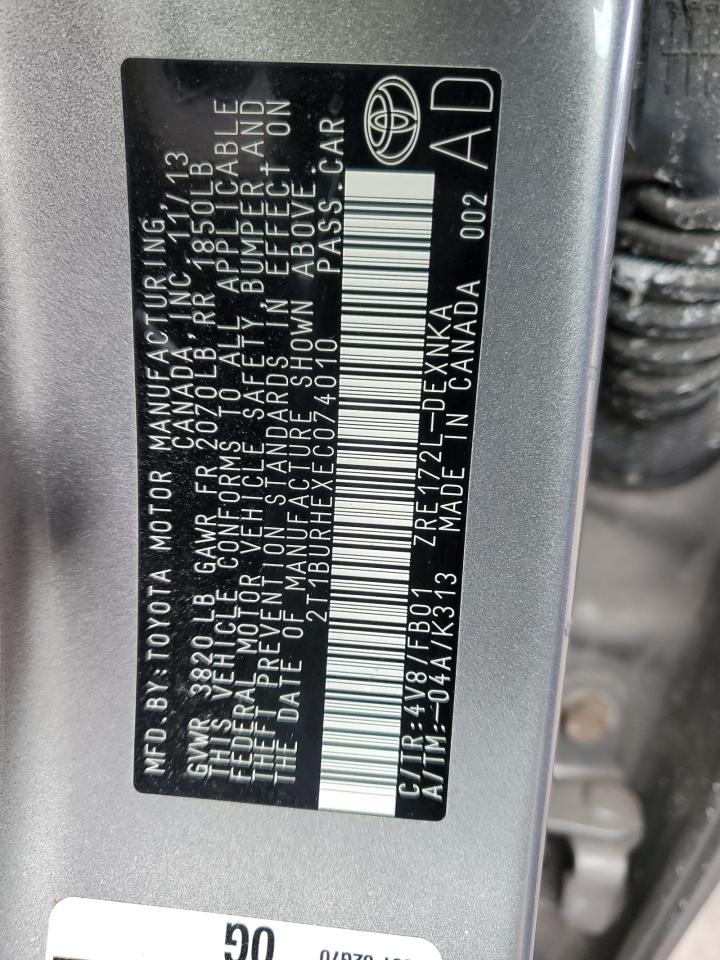 MFD.BY:TOYOTA MOTOR MANUFACTURING,
CANADA, INC. 11/13
GVWR 3820 LB GAWR FR 2070LB,RR 1850LB
THIS VEHICLE CONFORMS TO ALL APPLICABLE
FEDERAL MOTOR VEHICLE SAFETY, BUMPER AND
THEFT PREVENTION STANDARDS IN EFFECT ON
THE DATE OF MANUFACTURE SHOWN ABOVE.
2T1BURHEXEC074010 PASS.CAR
C/TR:4V8/FB01 ZRE172L-DEXNKA
A/TM:-04A/K313 MADE IN CANADA 002
AD
0G